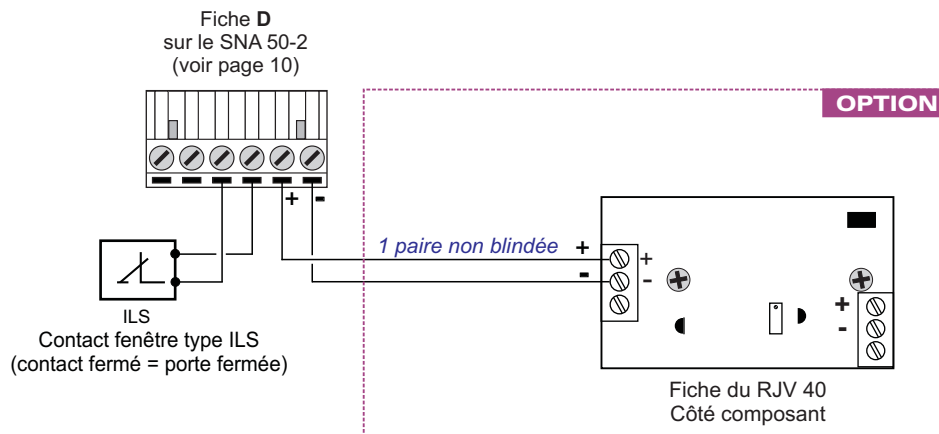 Fiche D
sur le SNA 50-2
(voir page 10)
OPTION
+ -
1 paire non blindée
+
-
+
-
+
-
ILS
Contact fenêtre type ILS
(contact fermé = porte fermée)
Fiche du RJV 40
Côté composant